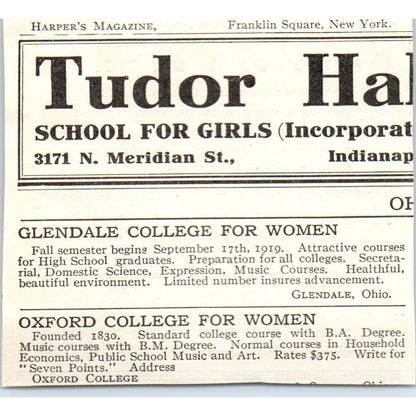 Harper's Magazine, Franklin Square, New York.
Tudor Hal
SCHOOL FOR GIRLS (Incorporat
3171 N. Meridian St., Indianap
OH
GLENDALE COLLEGE FOR WOMEN
Fall semester begins September 17th, 1919. Attractive courses
for High School graduates. Preparation for all colleges. Secreta-
rial, Domestic Science, Expression, Music Courses. Healthful,
beautiful environment. Limited number insures advancement.
Glendale, Ohio.
OXFORD COLLEGE FOR WOMEN
Founded 1830. Standard college course with B.A. Degree.
Music courses with B.M. Degree. Normal courses in Household
Economics, Public School Music and Art. Rates $375. Write for
"Seven Points." Address
Oxford College